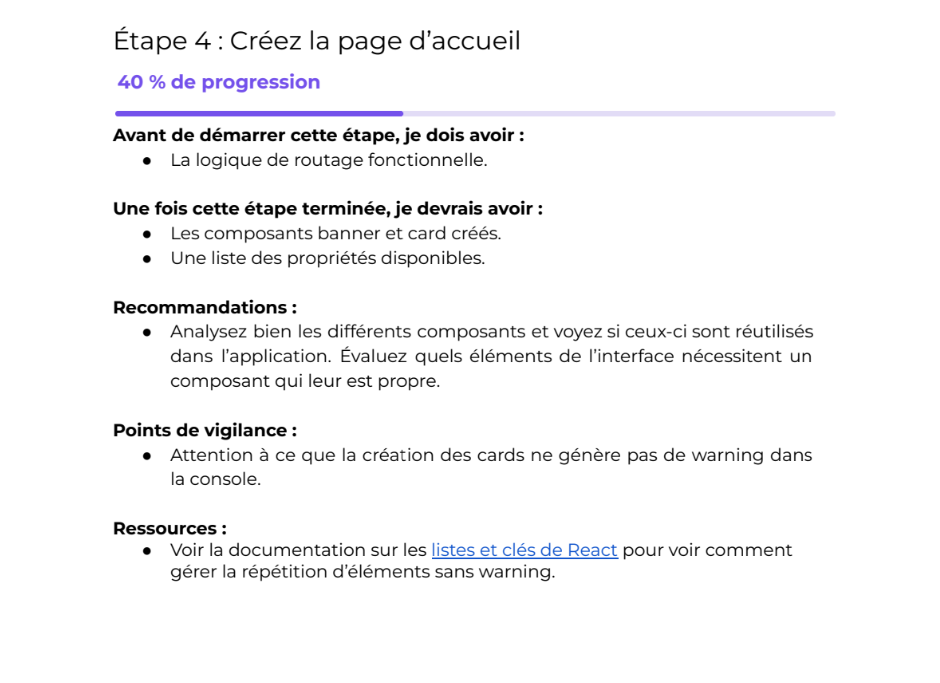 Étape 4 : Créez la page d’accueil
40 % de progression
Avant de démarrer cette étape, je dois avoir :
● La logique de routage fonctionnelle.
Une fois cette étape terminée, je devrais avoir :
● Les composants banner et card créés.
● Une liste des propriétés disponibles.
Recommandations :
● Analysez bien les différents composants et voyez si ceux-ci sont réutilisés
dans l’application. Évaluez quels éléments de l’interface nécessitent un
composant qui leur est propre.
Points de vigilance :
● Attention à ce que la création des cards ne génère pas de warning dans
la console.
Ressources :
● Voir la documentation sur les listes et clés de React pour voir comment
gérer la répétition d’éléments sans warning.